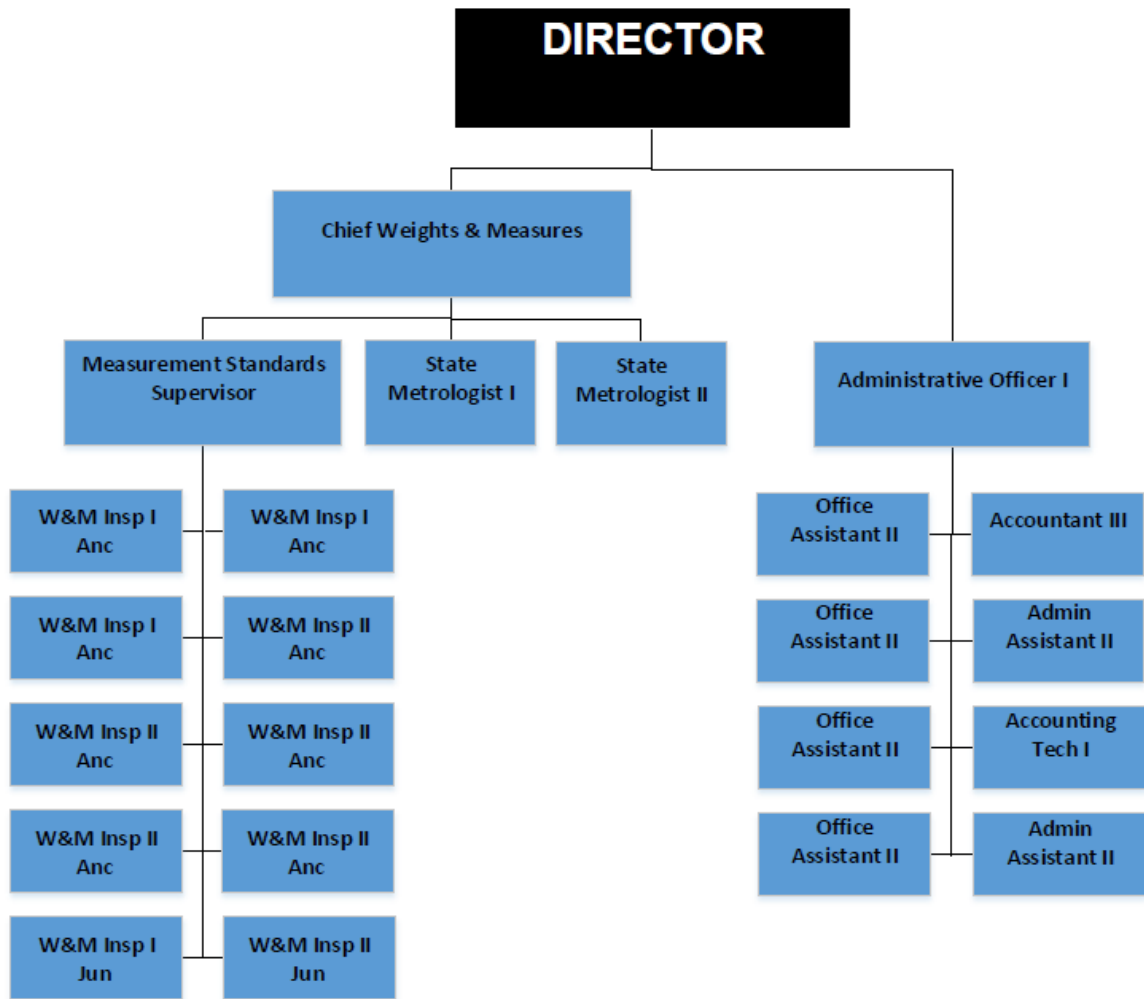 DIRECTOR
Chief Weights & Measures
Measurement Standards
Supervisor
State
Metrologist I
State
Metrologist II
Administrative Officer I
W&M Insp I
Anc
W&M Insp I
Anc
Office
Assistant II
Accountant III
W&M Insp I
Anc
W&M Insp II
Anc
Office
Assistant II
Admin
Assistant II
W&M Insp II
Anc
W&M Insp II
Anc
Office
Assistant II
Accounting
Tech I
W&M Insp II
Anc
W&M Insp II
Anc
Office
Assistant II
Admin
Assistant II
W&M Insp I
Jun
W&M Insp II
Jun